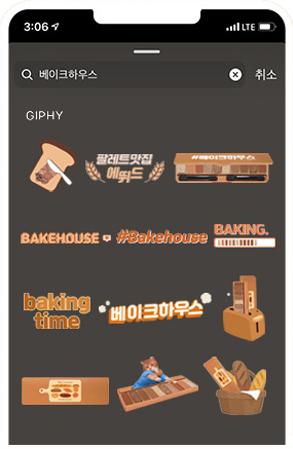 3:06 LTE
베이크하우스 취소
GIPHY
팔레트맛집
에뛰드
#베이크하우스
BAKEHOUSE
#Bakehouse
BAKING.
baking
time
베이크하우스